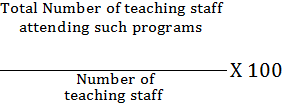 Total Number of teaching staff
attending such programs
X 100
Number of
teaching staff